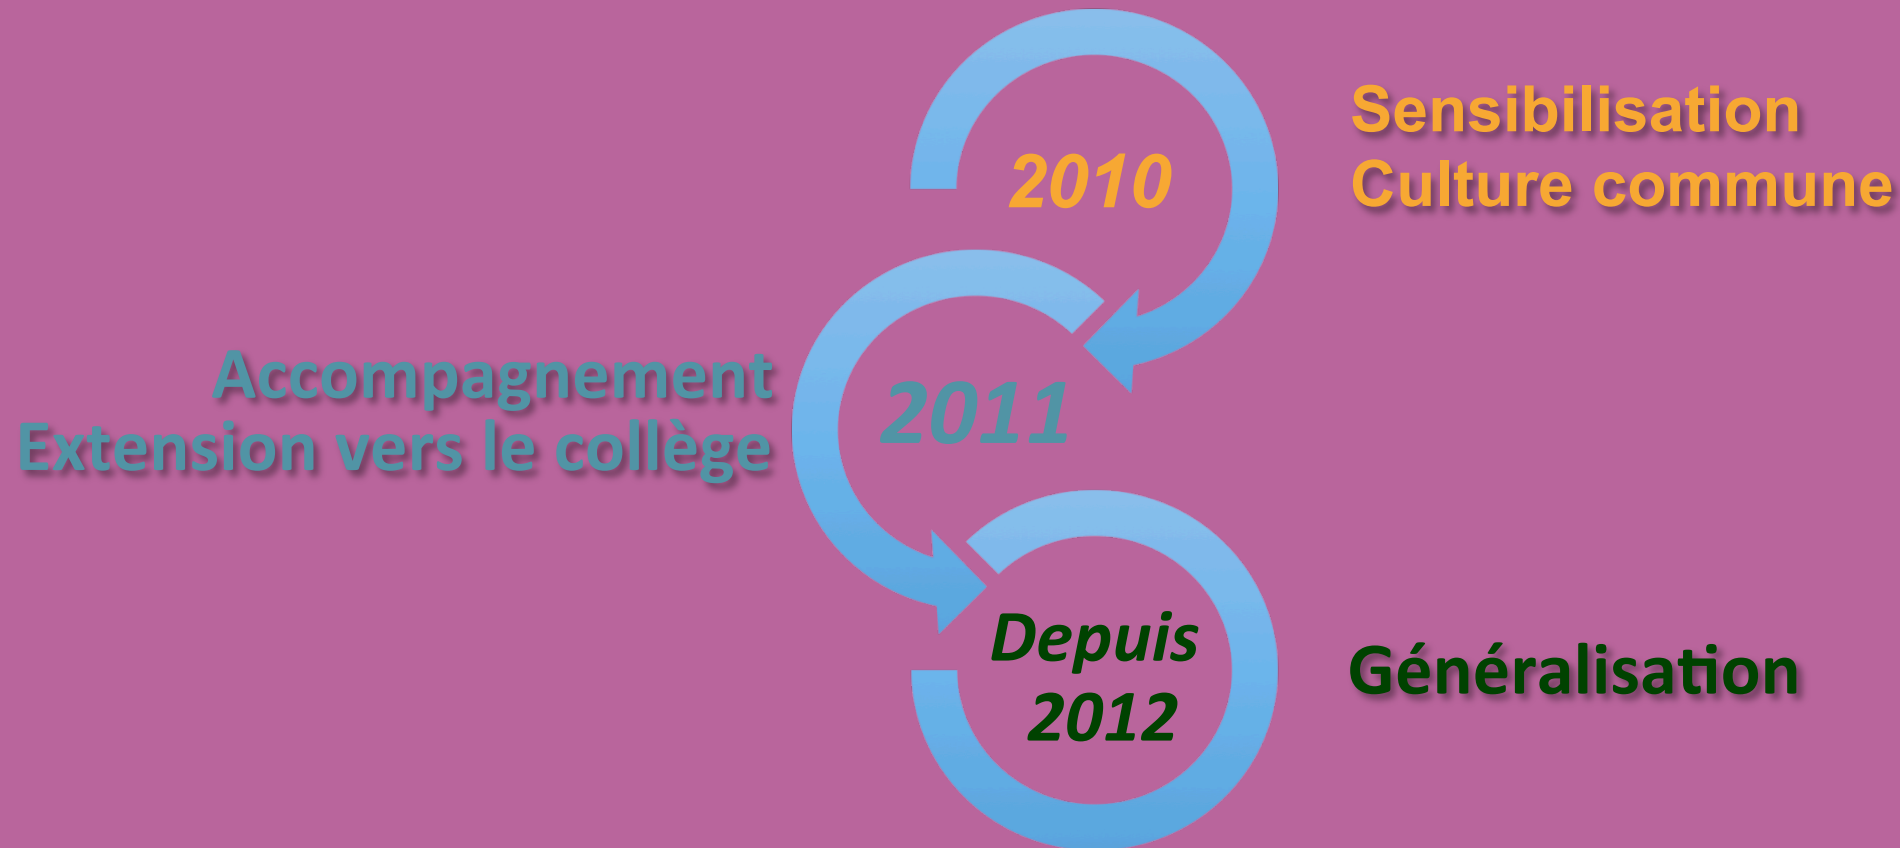 2010
Sensibilisation
Culture commune
2011
Accompagnement
Extension vers le collège
Depuis
2012
Généralisation